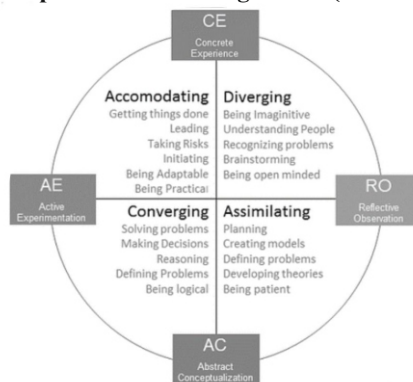 CE
Concrete
Experience
Accomodating
Getting things done
Leading
Taking Risks
Initiating
Being Adaptable
Being Practical
Diverging
Being Imaginitive
Understanding People
Recognizing problems
Brainstorming
Being open minded
AE
Active
Experimentation
RO
Reflective
Observation
Converging
Solving problems
Making Decisions
Reasoning
Defining Problems
Being logical
Assimilating
Planning
Creating models
Defining problems
Developing theories
Being patient
AC
Abstract
Conceptualization